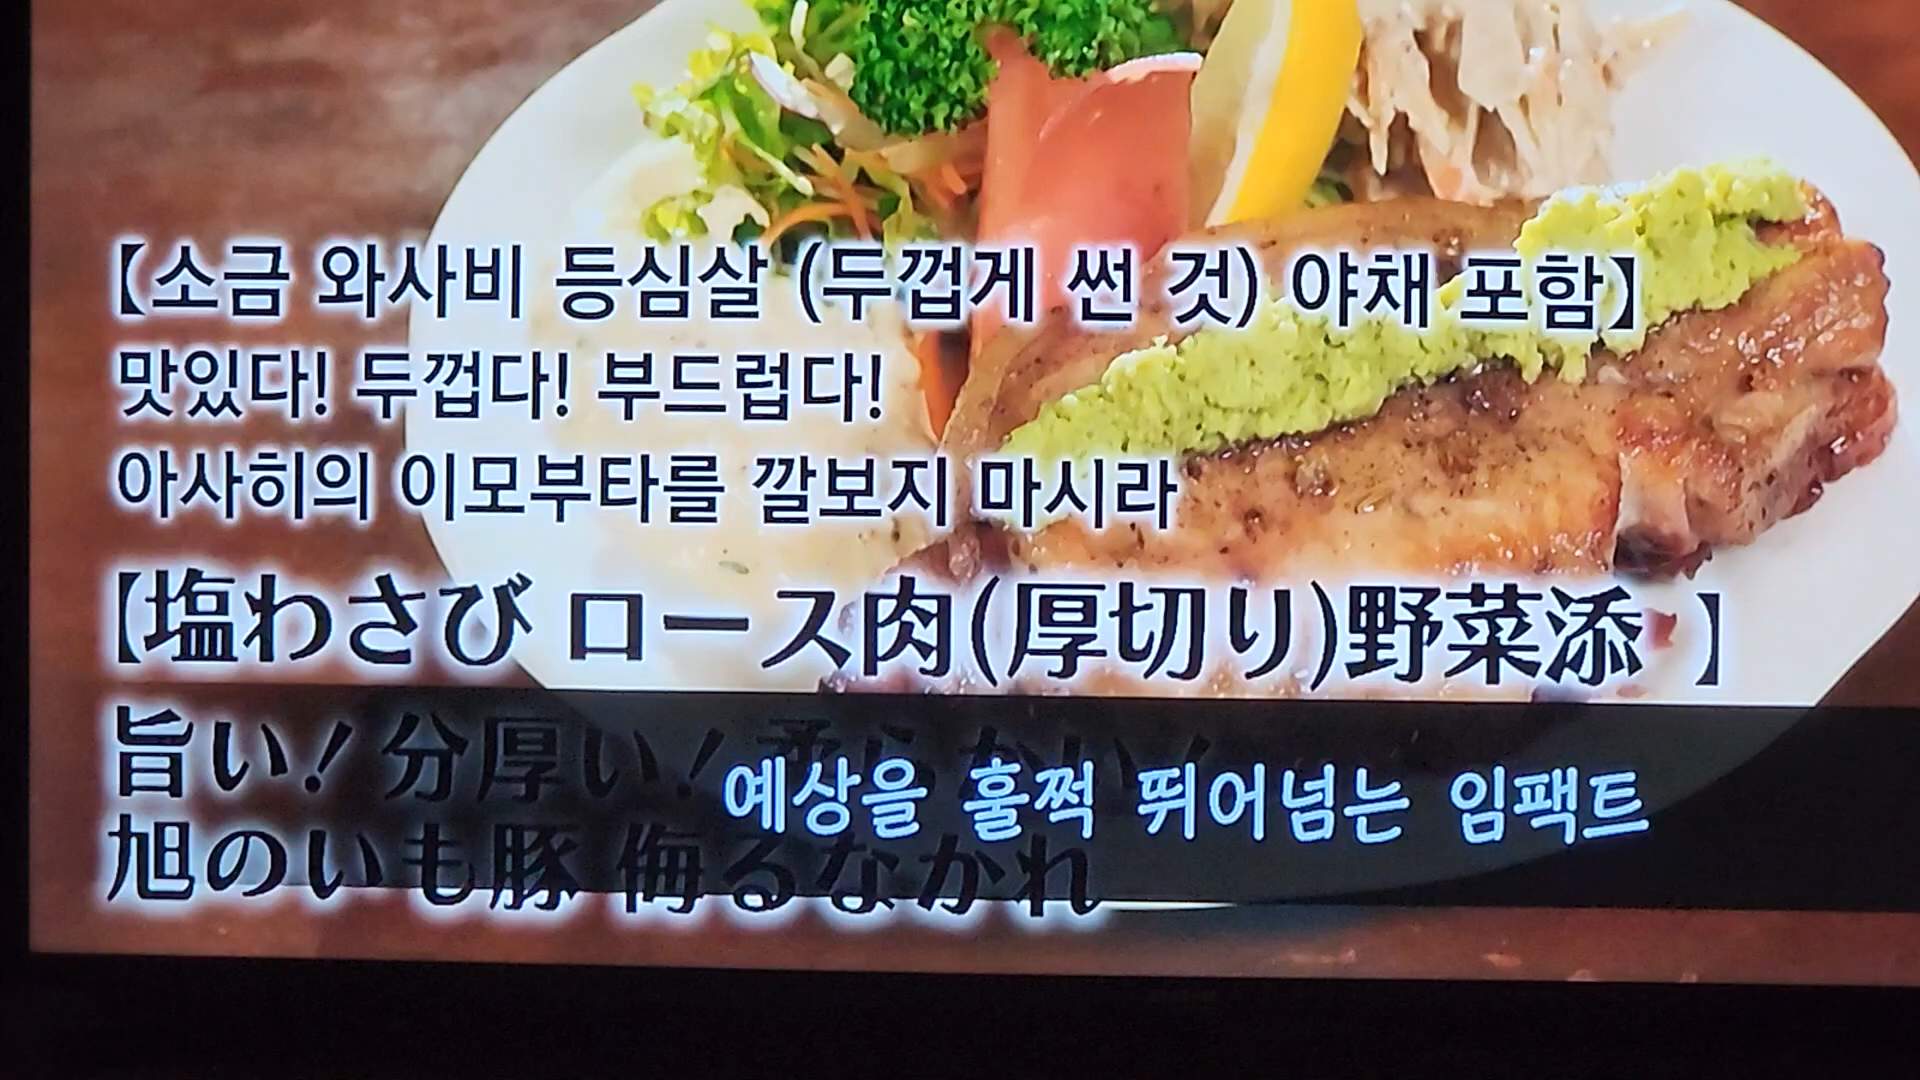 【소금 와사비 등심살 (두껍게 썬 것) 야채 포함】
맛있다! 두껍다! 부드럽다!
아사히의 이모부타를 깔보지 마시라
【塩わさび ロース肉(厚切り)野菜添 】
旨い！分厚い！柔らかい！
예상을 훌쩍 뛰어넘는 임팩트
旭のいも豚 侮るなかれ